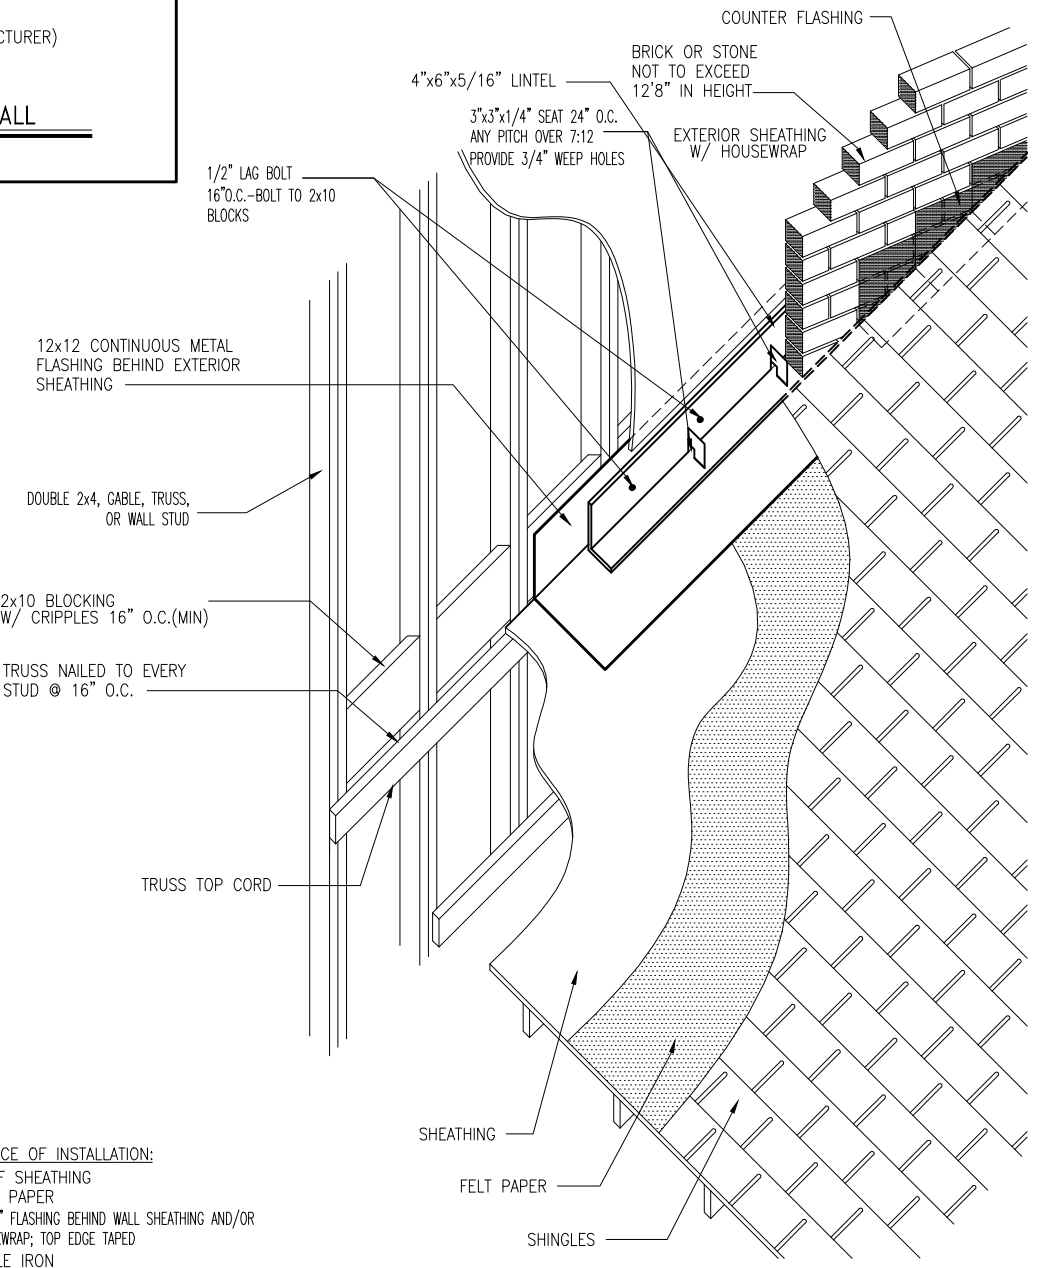 CTURER)
ALL
COUNTER FLASHING
BRICK OR STONE
NOT TO EXCEED
12'8" IN HEIGHT
4"x6"x5/16" LINTEL
3"x3"x1/4" SEAT 24" O.C.
ANY PITCH OVER 7:12
PROVIDE 3/4" WEEP HOLES
EXTERIOR SHEATHING
W/ HOUSEWRAP
1/2" LAG BOLT
16"O.C.-BOLT TO 2x10
BLOCKS
12x12 CONTINUOUS METAL
FLASHING BEHIND EXTERIOR
SHEATHING
DOUBLE 2x4, GABLE, TRUSS,
OR WALL STUD
2x10 BLOCKING
W/ CRIPPLES 16" O.C.(MIN)
TRUSS NAILED TO EVERY
STUD @ 16" O.C.
TRUSS TOP CORD
SHEATHING
FELT PAPER
SHINGLES
CE OF INSTALLATION:
F SHEATHING
PAPER
" FLASHING BEHIND WALL SHEATHING AND/OR
EWRAP; TOP EDGE TAPED
LE IRON